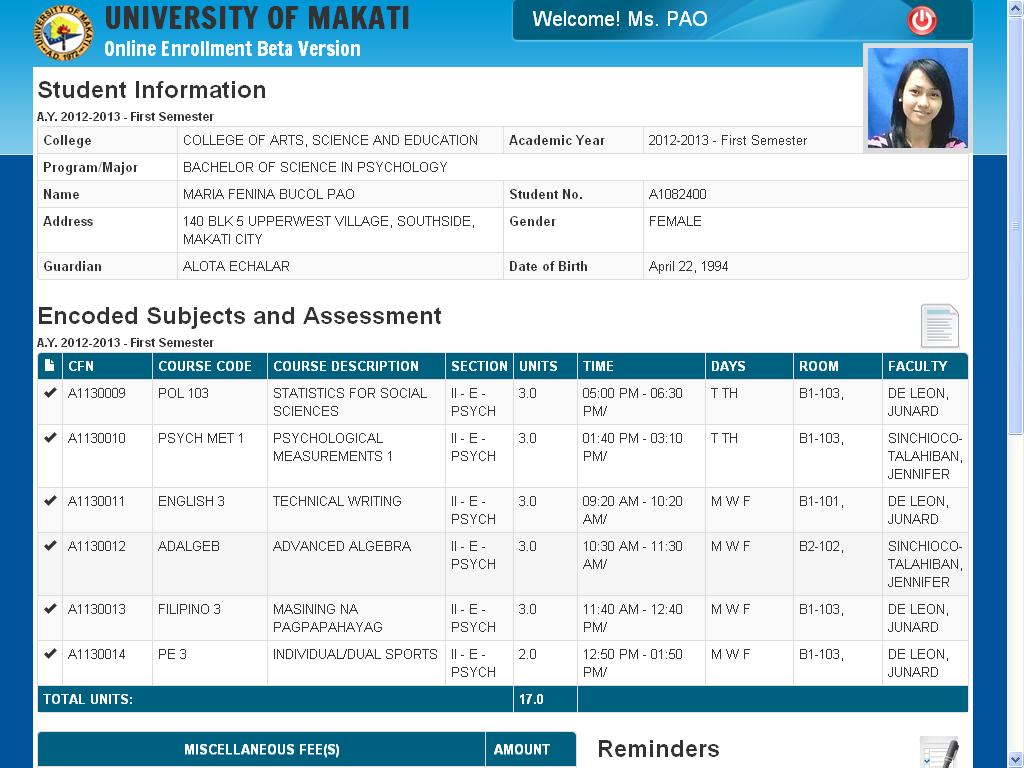 UNIVERSITY OF MAKATI
Online Enrollment Beta Version
Welcome! Ms. PAO
Student Information
A.Y. 2012-2013 - First Semester
College COLLEGE OF ARTS, SCIENCE AND EDUCATION Academic Year 2012-2013 - First Semester
Program/Major BACHELOR OF SCIENCE IN PSYCHOLOGY
Name MARIA FENINA BUCOL PAO Student No. A1082400
Address 140 BLK 5 UPPERWEST VILLAGE, SOUTHSIDE, Gender FEMALE
MAKATI CITY
Guardian ALOTA ECHALAR Date of Birth April 22, 1994
Encoded Subjects and Assessment
A.Y. 2012-2013 - First Semester
CFN COURSE CODE COURSE DESCRIPTION SECTION UNITS TIME DAYS ROOM FACULTY
A1130009 POL 103 STATISTICS FOR SOCIAL II - E - 3.0 05:00 PM - 06:30 T TH B1-103, DE LEON,
SCIENCES PSYCH PM/ JUNARD
A1130010 PSYCH MET 1 PSYCHOLOGICAL II - E - 3.0 01:40 PM - 03:10 T TH B1-103, SINCHIOCO-
MEASUREMENTS 1 PSYCH PM/ TALAHIBAN,
JENNIFER
A1130011 ENGLISH 3 TECHNICAL WRITING II - E - 3.0 09:20 AM - 10:20 M W F B1-101, DE LEON,
PSYCH AM/ JUNARD
A1130012 ADALGEB ADVANCED ALGEBRA II - E - 3.0 10:30 AM - 11:30 M W F B2-102, SINCHIOCO-
PSYCH AM/ TALAHIBAN,
JENNIFER
A1130013 FILIPINO 3 MASINING NA II - E - 3.0 11:40 AM - 12:40 M W F B1-103, DE LEON,
PAGPAPAHAYAG PSYCH PM/ JUNARD
A1130014 PE 3 INDIVIDUAL/DUAL SPORTS II - E - 2.0 12:50 PM - 01:50 M W F B1-103, DE LEON,
PSYCH PM/ JUNARD
TOTAL UNITS: 17.0
MISCELLANEOUS FEE(S) AMOUNT
Reminders